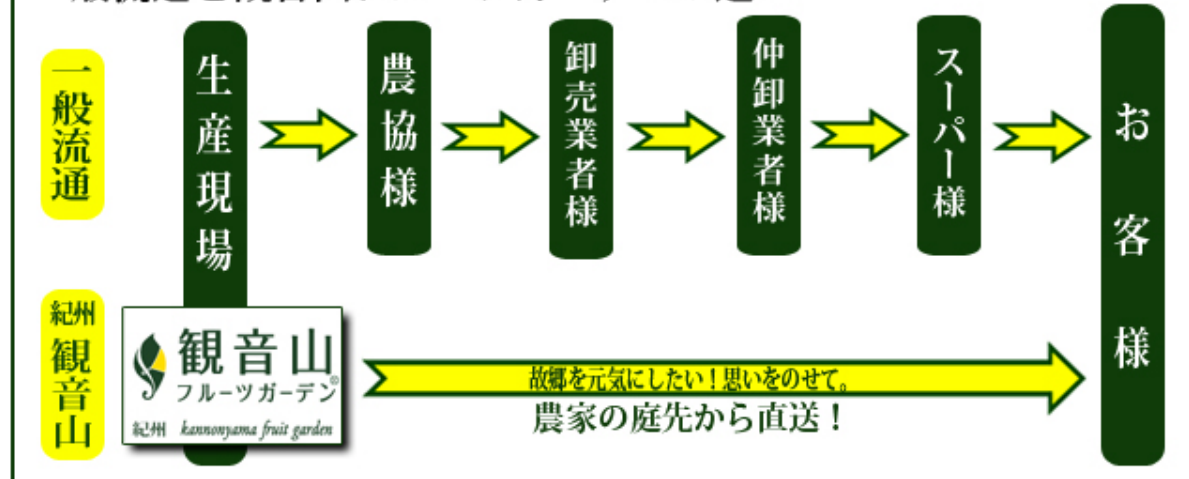 一般流通
生産現場
農協様
卸売業者様
仲卸業者様
スーパー様
お客様
紀州
観音山
観音山
フルーツガーデン®
紀州 kannonyama fruit garden
故郷を元気にしたい！思いをのせて。
農家の庭先から直送！